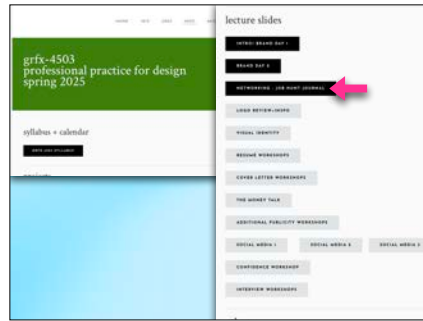 lecture slides
INTRO/ BRAND DAY 1
BRAND DAY 2
NETWORKING - JOB HUNT JOURNAL
LOGO REVIEW+INSPO
VISUAL IDENTITY
RESUME WORKSHOPS
COVER LETTER WORKSHOPS
THE MONEY TALK
ADDITIONAL PUBLICITY WORKSHOPS
SOCIAL MEDIA 1
SOCIAL MEDIA 2
SOCIAL MEDIA 3
CONFIDENCE WORKSHOP
INTERVIEW WORKSHOPS
grfx-4503
professional practice for design
spring 2025
syllabus + calendar